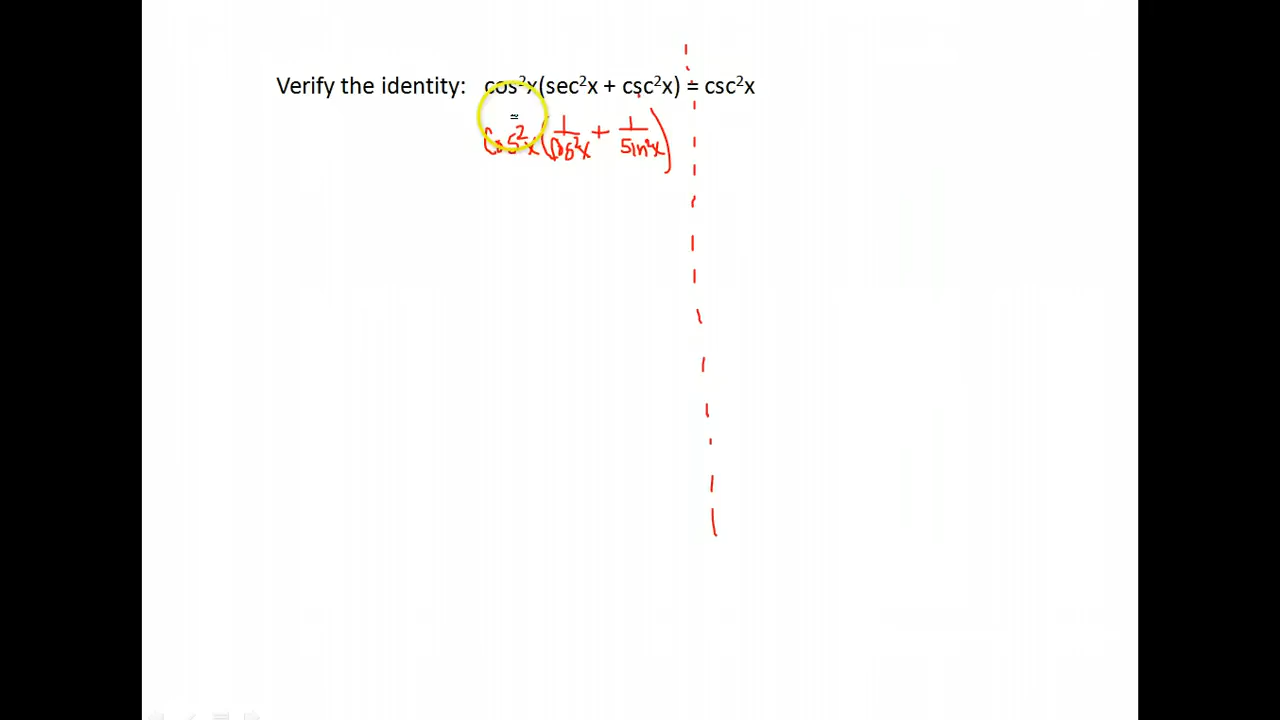 Verify the identity: cos²x(sec²x + csc²x) = csc²x
cos²x(1/cos²x + 1/sin²x)